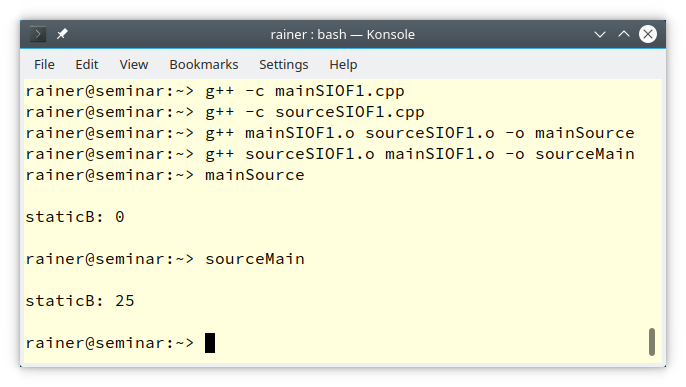 rainer : bash — Konsole
File Edit View Bookmarks Settings Help
rainer@seminar:~> g++ -c mainSIOF1.cpp
rainer@seminar:~> g++ -c sourceSIOF1.cpp
rainer@seminar:~> g++ mainSIOF1.o sourceSIOF1.o -o mainSource
rainer@seminar:~> g++ sourceSIOF1.o mainSIOF1.o -o sourceMain
rainer@seminar:~> mainSource
staticB: 0
rainer@seminar:~> sourceMain
staticB: 25
rainer@seminar:~>